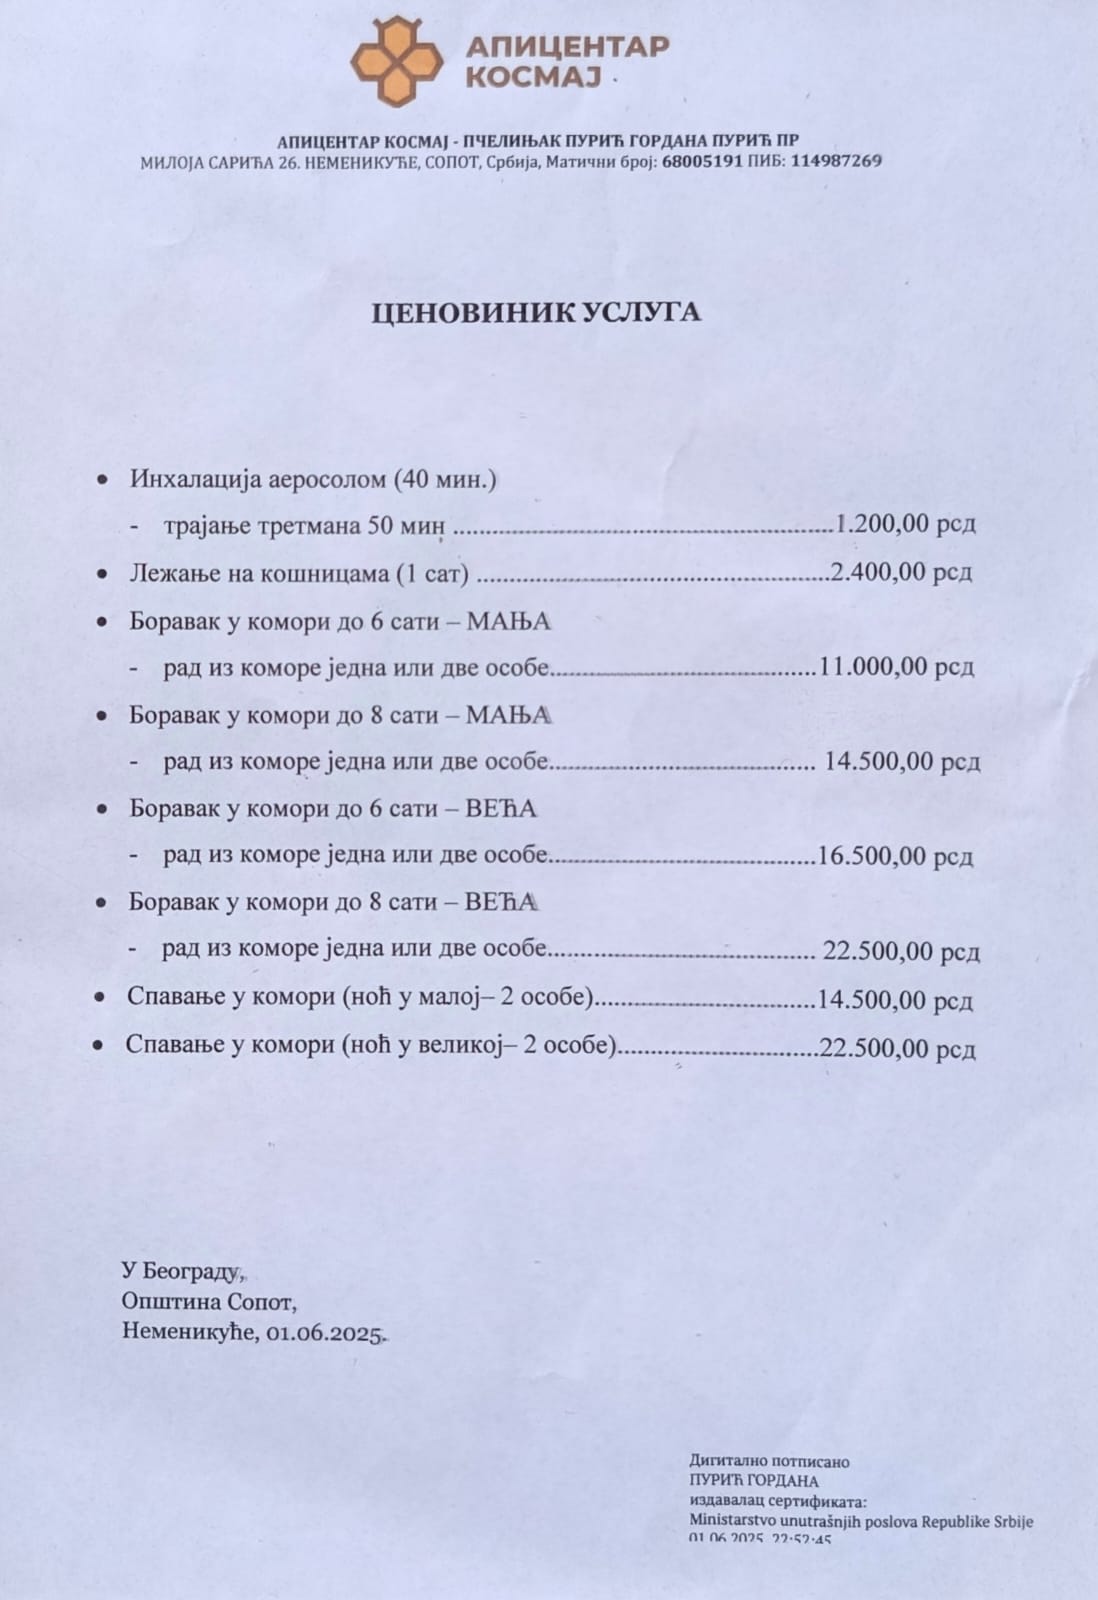 АПИЦЕНТАР
КОСМАЈ
АПИЦЕНТАР КОСМАЈ - ПЧЕЛИЊАК ПУРИЋ ГОРДАНА ПУРИЋ ПР
МИЛОЈА САРИЋА 26. НЕМЕНИКУЋЕ, СОПОТ, Србија, Матични број: 68005191 ПИБ: 114987269
ЦЕНОВИНИК УСЛУГА
• Инхалација аеросолом (40 мин.)
- трајање третмана 50 мин ..........................................................1.200,00 рсд
• Лежање на кошницама (1 сат) ......................................................2.400,00 рсд
• Боравак у комори до 6 сати – МАЊА
- рад из коморе једна или две особе.........................................11.000,00 рсд
• Боравак у комори до 8 сати – МАЊА
- рад из коморе једна или две особе......................................... 14.500,00 рсд
• Боравак у комори до 6 сати – ВЕЋА
- рад из коморе једна или две особе.........................................16.500,00 рсд
• Боравак у комори до 8 сати – ВЕЋА
- рад из коморе једна или две особе......................................... 22.500,00 рсд
• Спавање у комори (ноћ у малој– 2 особе)..................................14.500,00 рсд
• Спавање у комори (ноћ у великој– 2 особе)...............................22.500,00 рсд
У Београду,
Општина Сопот,
Неменикуће, 01.06.2025.
Дигитално потписано
ПУРИЋ ГОРДАНА
издавалац сертификата:
Ministarstvo unutrašnjih poslova Republike Srbije
01.06.2025. 22:52:45